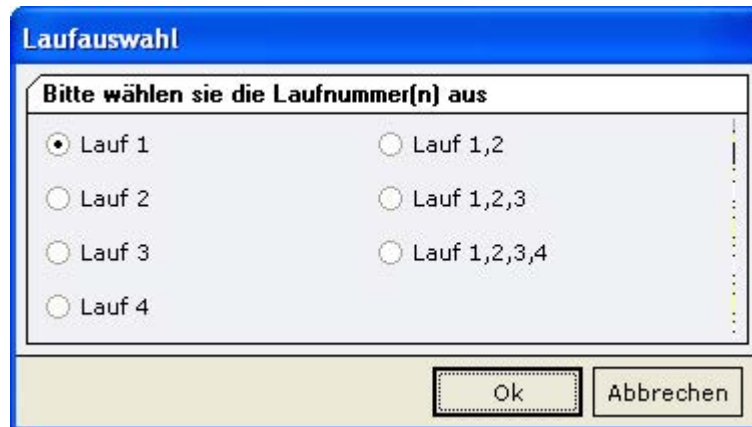 Laufauswahl
Bitte wählen sie die Laufnummer(n) aus
Lauf 1
Lauf 2
Lauf 3
Lauf 4
Lauf 1,2
Lauf 1,2,3
Lauf 1,2,3,4
Ok
Abbrechen